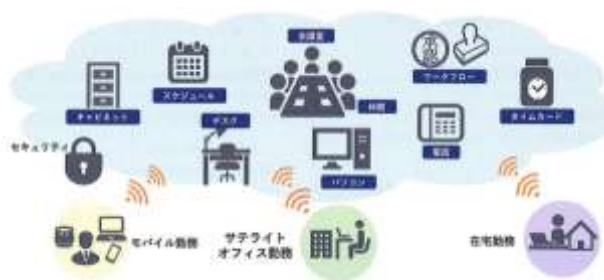 会議室
ワークフロー
スケジュール
キャビネット
仲間
タイムカード
デスク
電話
セキュリティ
パソコン
モバイル勤務
サテライト
オフィス勤務
在宅勤務